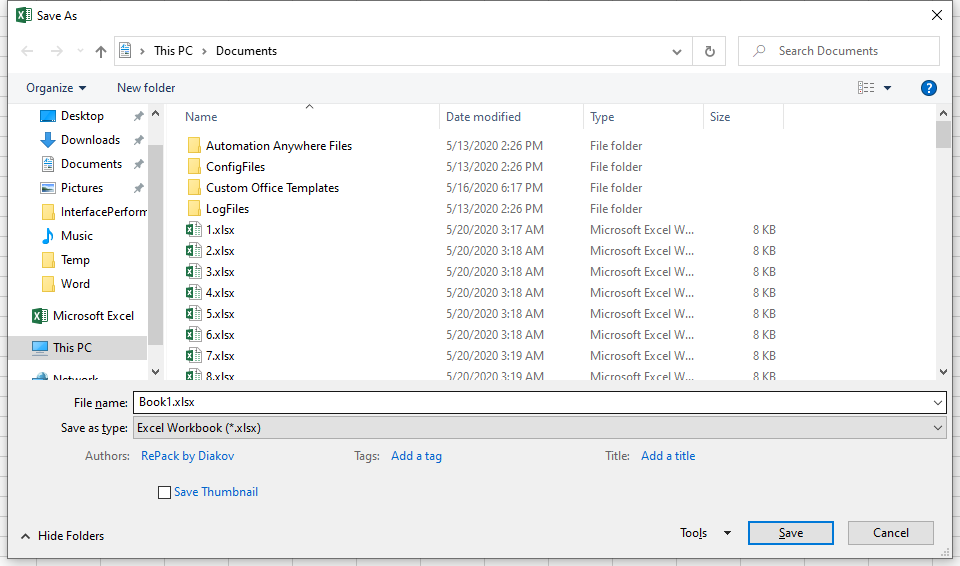 Save As
This PC > Documents
Search Documents
Organize
New folder
?
Name Date modified Type Size
Desktop
Downloads
Documents
Pictures
InterfacePerform
Music
Temp
Word
Microsoft Excel
This PC
Network
Automation Anywhere Files 5/13/2020 2:26 PM File folder
ConfigFiles 5/13/2020 2:26 PM File folder
Custom Office Templates 5/16/2020 6:17 PM File folder
LogFiles 5/13/2020 2:26 PM File folder
1.xlsx 5/20/2020 3:17 AM Microsoft Excel W... 8 KB
2.xlsx 5/20/2020 3:18 AM Microsoft Excel W... 8 KB
3.xlsx 5/20/2020 3:18 AM Microsoft Excel W... 8 KB
4.xlsx 5/20/2020 3:18 AM Microsoft Excel W... 8 KB
5.xlsx 5/20/2020 3:18 AM Microsoft Excel W... 8 KB
6.xlsx 5/20/2020 3:18 AM Microsoft Excel W... 8 KB
7.xlsx 5/20/2020 3:19 AM Microsoft Excel W... 8 KB
8.xlsx 5/20/2020 3:19 AM Microsoft Excel W... 8 KB
File name: Book1.xlsx
Save as type: Excel Workbook (*.xlsx)
Authors: RePack by Diakov Tags: Add a tag Title: Add a title
Save Thumbnail
Hide Folders
Tools
Save
Cancel